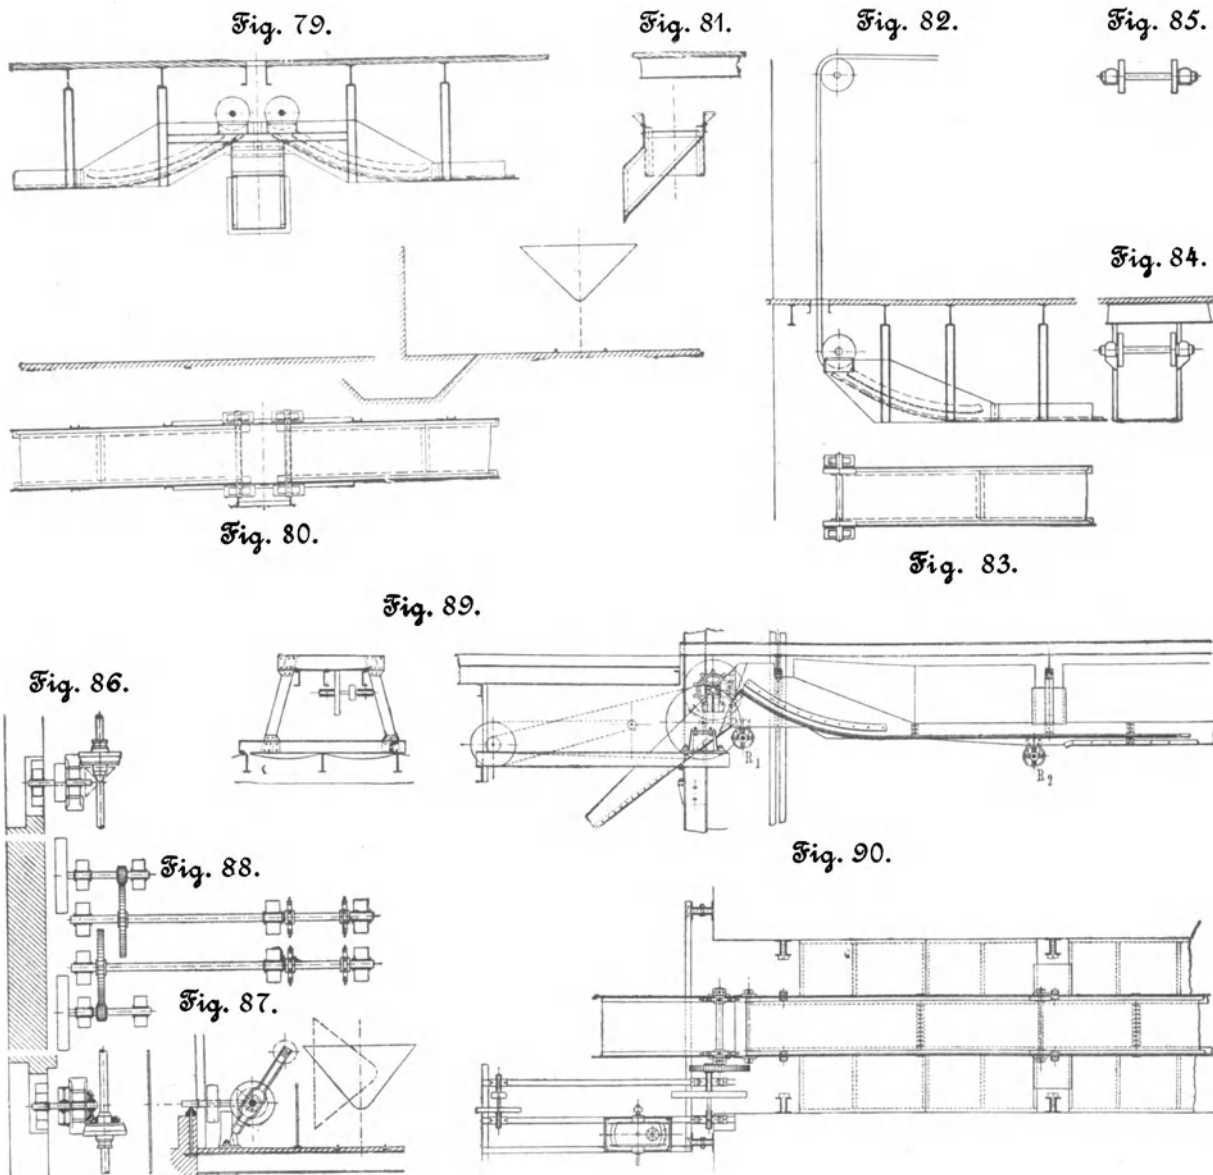 Fig. 79.
Fig. 81.
Fig. 82.
Fig. 85.
Fig. 84.
Fig. 80.
Fig. 83.
Fig. 89.
Fig. 86.
R1
R2
Fig. 90.
Fig. 88.
Fig. 87.